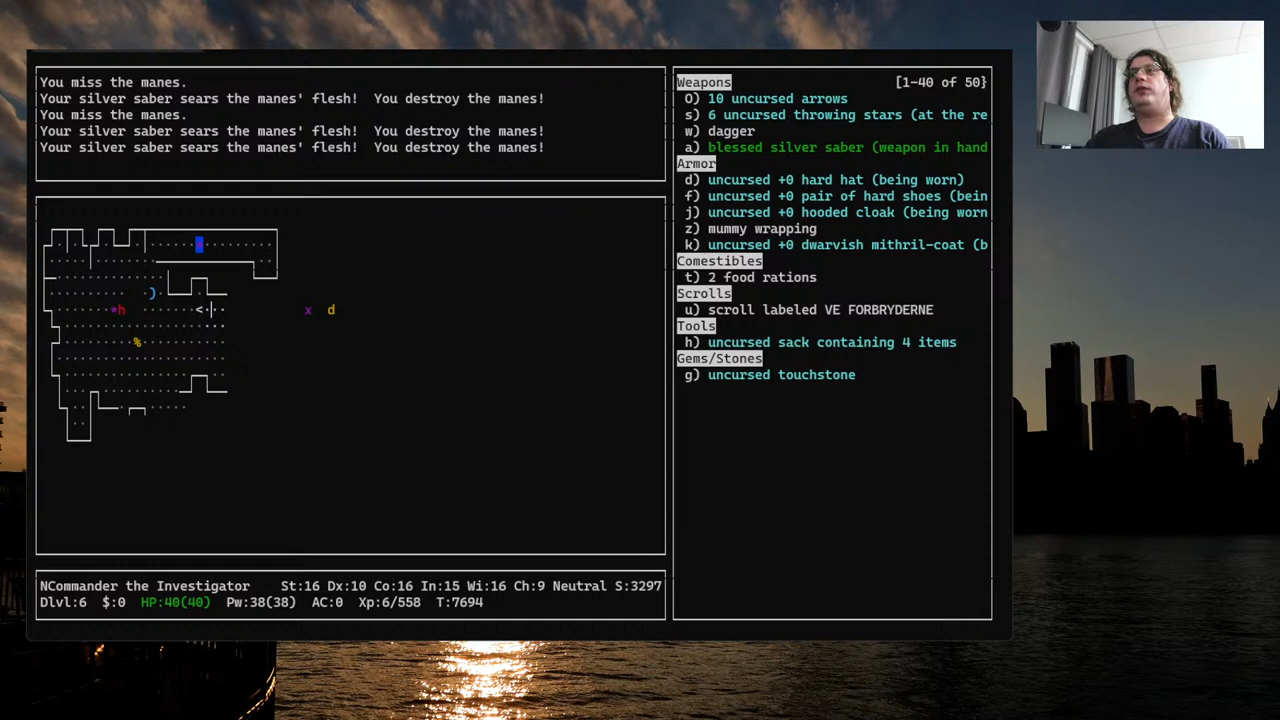 You miss the manes.
Your silver saber sears the manes' flesh!  You destroy the manes!
You miss the manes.
Your silver saber sears the manes' flesh!  You destroy the manes!
Your silver saber sears the manes' flesh!  You destroy the manes!
Weapons [1-40 of 50}
O) 10 uncursed arrows
s) 6 uncursed throwing stars (at the re
w) dagger
a) blessed silver saber (weapon in hand
Armor
d) uncursed +0 hard hat (being worn)
f) uncursed +0 pair of hard shoes (bein
j) uncursed +0 hooded cloak (being worn
z) mummy wrapping
k) uncursed +0 dwarvish mithril-coat (b
Comestibles
t) 2 food rations
Scrolls
u) scroll labeled VE FORBRYDERNE
Tools
h) uncursed sack containing 4 items
Gems/Stones
g) uncursed touchstone
)
h < x d
%
NCommander the Investigator St:16 Dx:10 Co:16 In:15 Wi:16 Ch:9 Neutral S:3297
Dlvl:6 $:0 HP:40(40) Pw:38(38) AC:0 Xp:6/558 T:7694